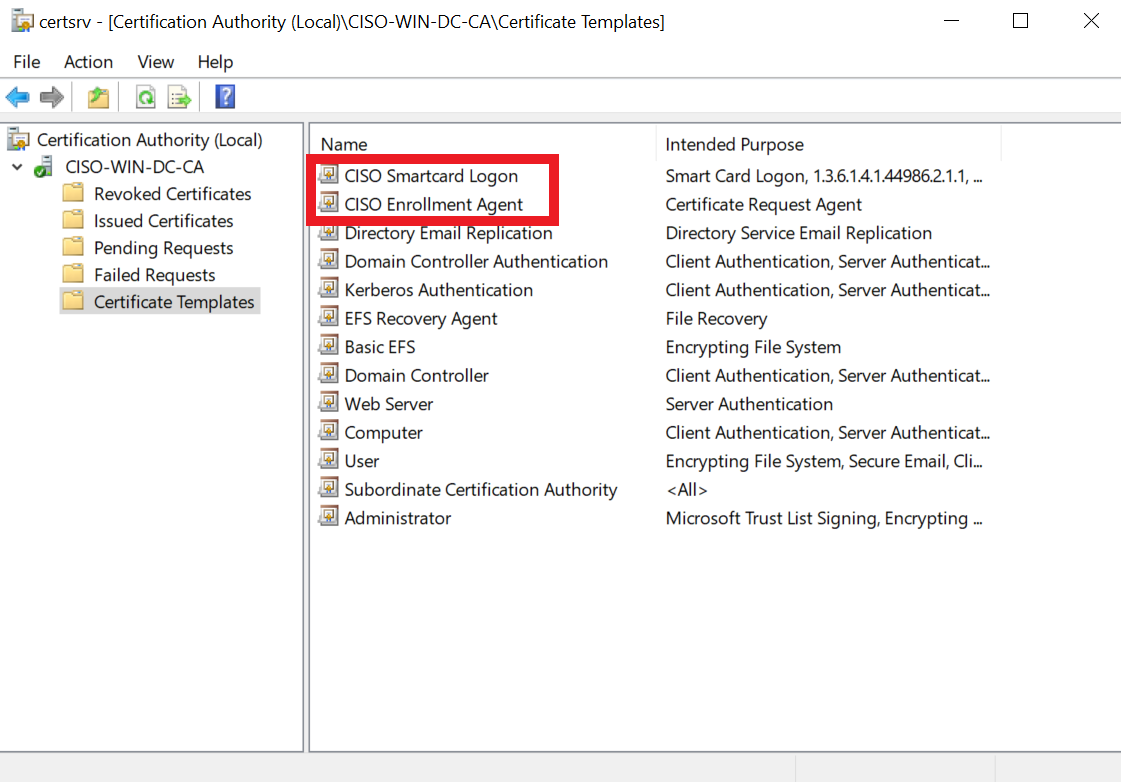 certsrv - [Certification Authority (Local)\CISO-WIN-DC-CA\Certificate Templates]
File Action View Help
?
Certification Authority (Local)
CISO-WIN-DC-CA
Revoked Certificates
Issued Certificates
Pending Requests
Failed Requests
Certificate Templates
Name Intended Purpose
CISO Smartcard Logon Smart Card Logon, 1.3.6.1.4.1.44986.2.1.1, ...
CISO Enrollment Agent Certificate Request Agent
Directory Email Replication Directory Service Email Replication
Domain Controller Authentication Client Authentication, Server Authenticat...
Kerberos Authentication Client Authentication, Server Authenticat...
EFS Recovery Agent File Recovery
Basic EFS Encrypting File System
Domain Controller Client Authentication, Server Authenticat...
Web Server Server Authentication
Computer Client Authentication, Server Authenticat...
User Encrypting File System, Secure Email, Cli...
Subordinate Certification Authority <All>
Administrator Microsoft Trust List Signing, Encrypting ...